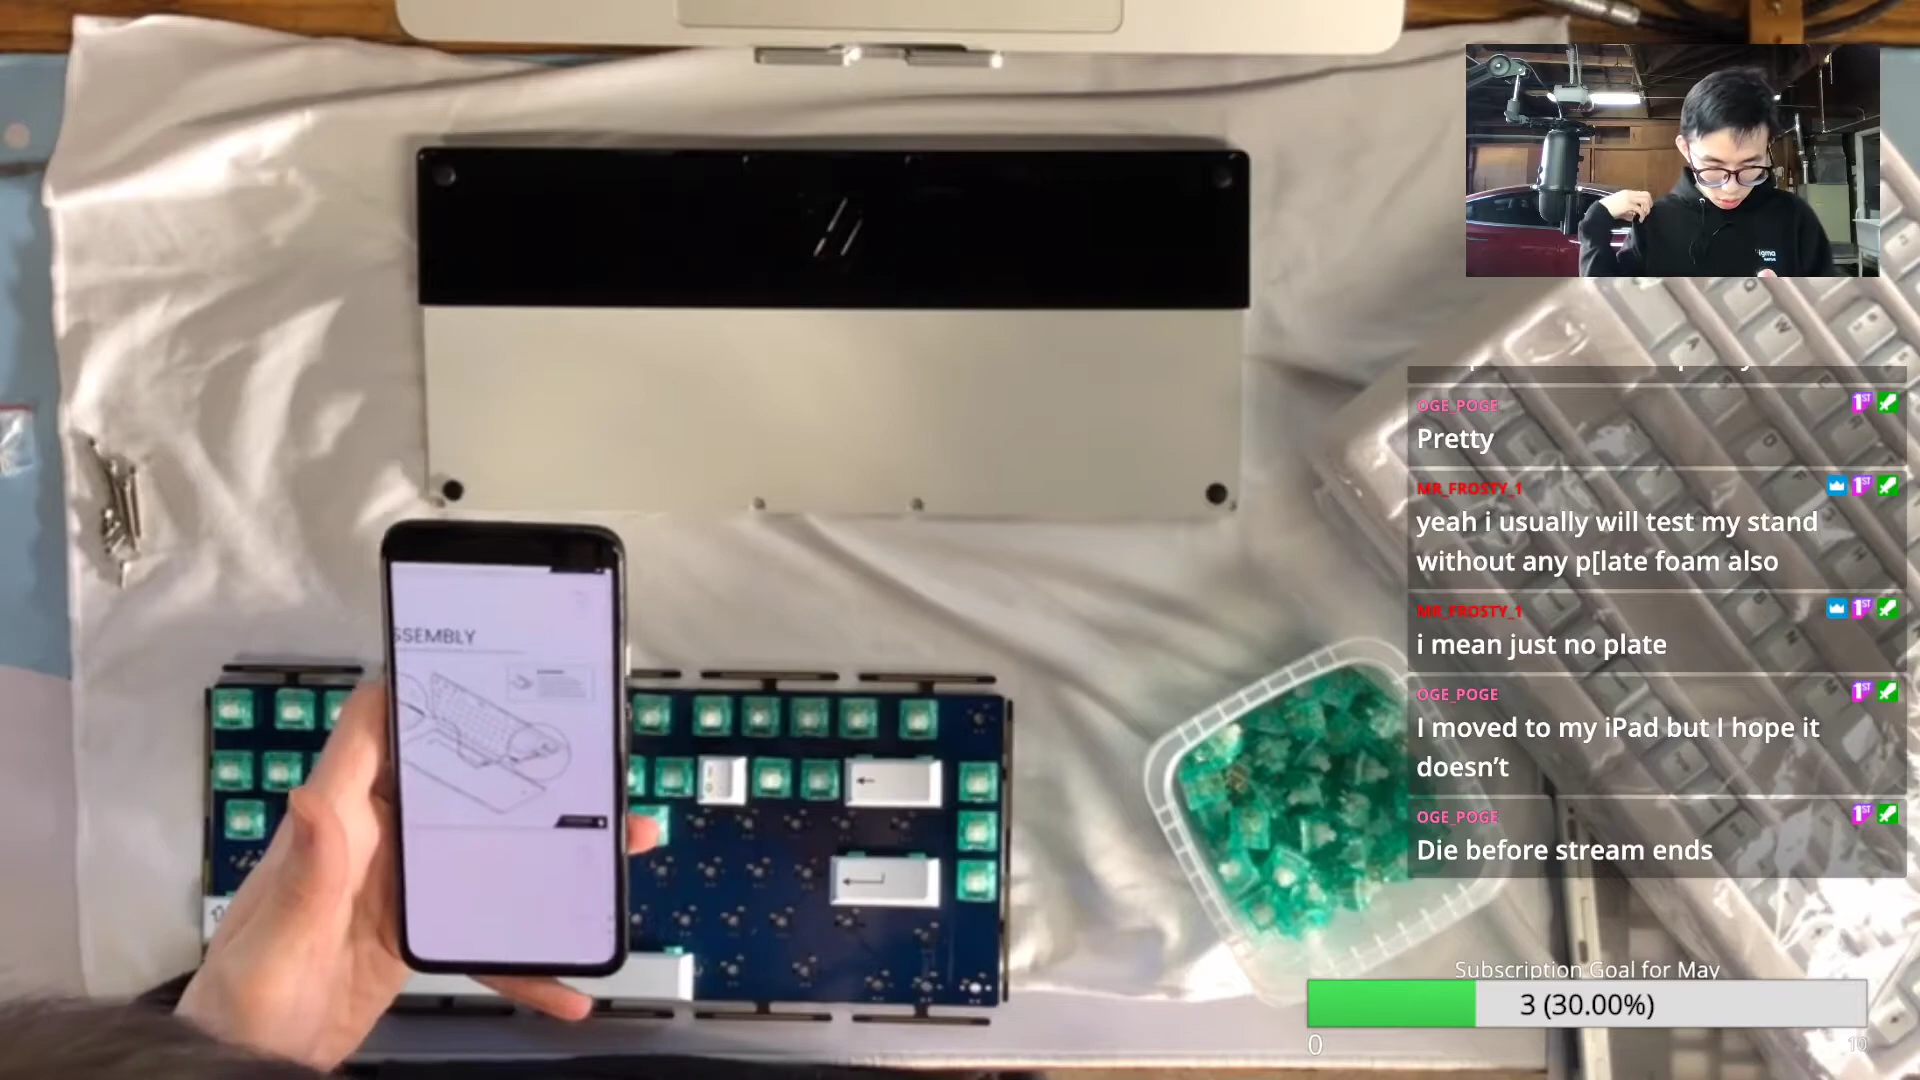 OGE_POGE
Pretty
MR_FROSTY_1
yeah i usually will test my stand
without any p[late foam also
MR_FROSTY_1
i mean just no plate
OGE_POGE
I moved to my iPad but I hope it
doesn't
OGE_POGE
Die before stream ends
Subscription Goal for May
3 (30.00%)
0
10
SSEMBLY
igma